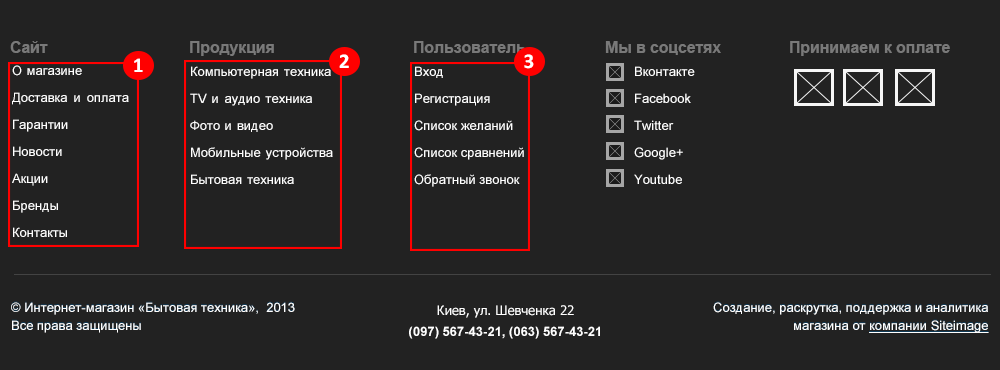 Сайт
1
О магазине
Доставка и оплата
Гарантии
Новости
Акции
Бренды
Контакты
Продукция
2
Компьютерная техника
TV и аудио техника
Фото и видео
Мобильные устройства
Бытовая техника
Пользователь
3
Вход
Регистрация
Список желаний
Список сравнений
Обратный звонок
Мы в соцсетях
Вконтакте
Facebook
Twitter
Google+
Youtube
Принимаем к оплате
© Интернет-магазин «Бытовая техника», 2013
Все права защищены
Киев, ул. Шевченка 22
(097) 567-43-21, (063) 567-43-21
Создание, раскрутка, поддержка и аналитика
магазина от компании Siteimage